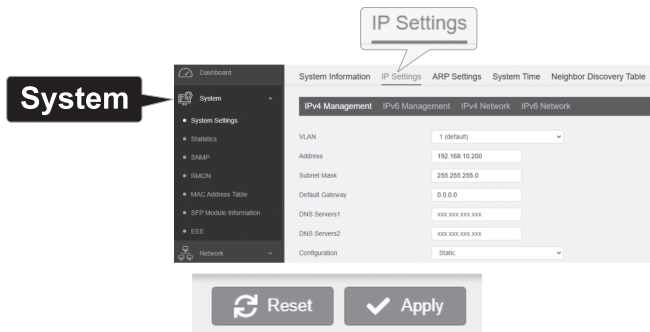 IP Settings
Dashboard
System Information IP Settings ARP Settings System Time Neighbor Discovery Table
System
System
IPv4 Management IPv6 Management IPv4 Network IPv6 Network
System Settings
Statistics
SNMP
RMON
MAC Address Table
SFP Module Information
EEE
Network
VLAN 1 (default)
Address 192.168.10.200
Subnet Mask 255.255.255.0
Default Gateway 0.0.0.0
DNS Servers1 xxx.xxx.xxx.xxx
DNS Servers2 xxx.xxx.xxx.xxx
Configuration Static
Reset Apply